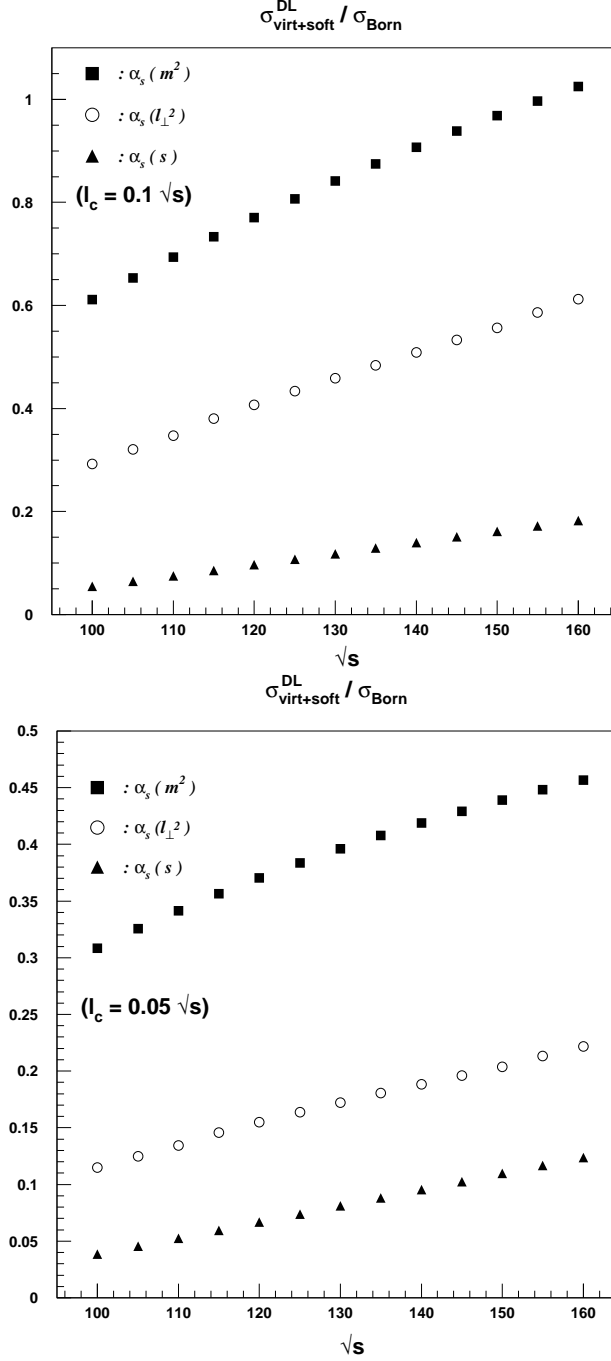 σ^DL_virt+soft / σ_Born
1
0.8
0.6
0.4
0.2
0
: α_s ( m² )
: α_s (l_⊥²)
: α_s ( s )
(l_c = 0.1 √s)
100 110 120 130 140 150 160
√s
σ^DL_virt+soft / σ_Born
0.5
0.45
0.4
0.35
0.3
0.25
0.2
0.15
0.1
0.05
0
: α_s ( m² )
: α_s (l_⊥²)
: α_s ( s )
(l_c = 0.05 √s)
100 110 120 130 140 150 160
√s